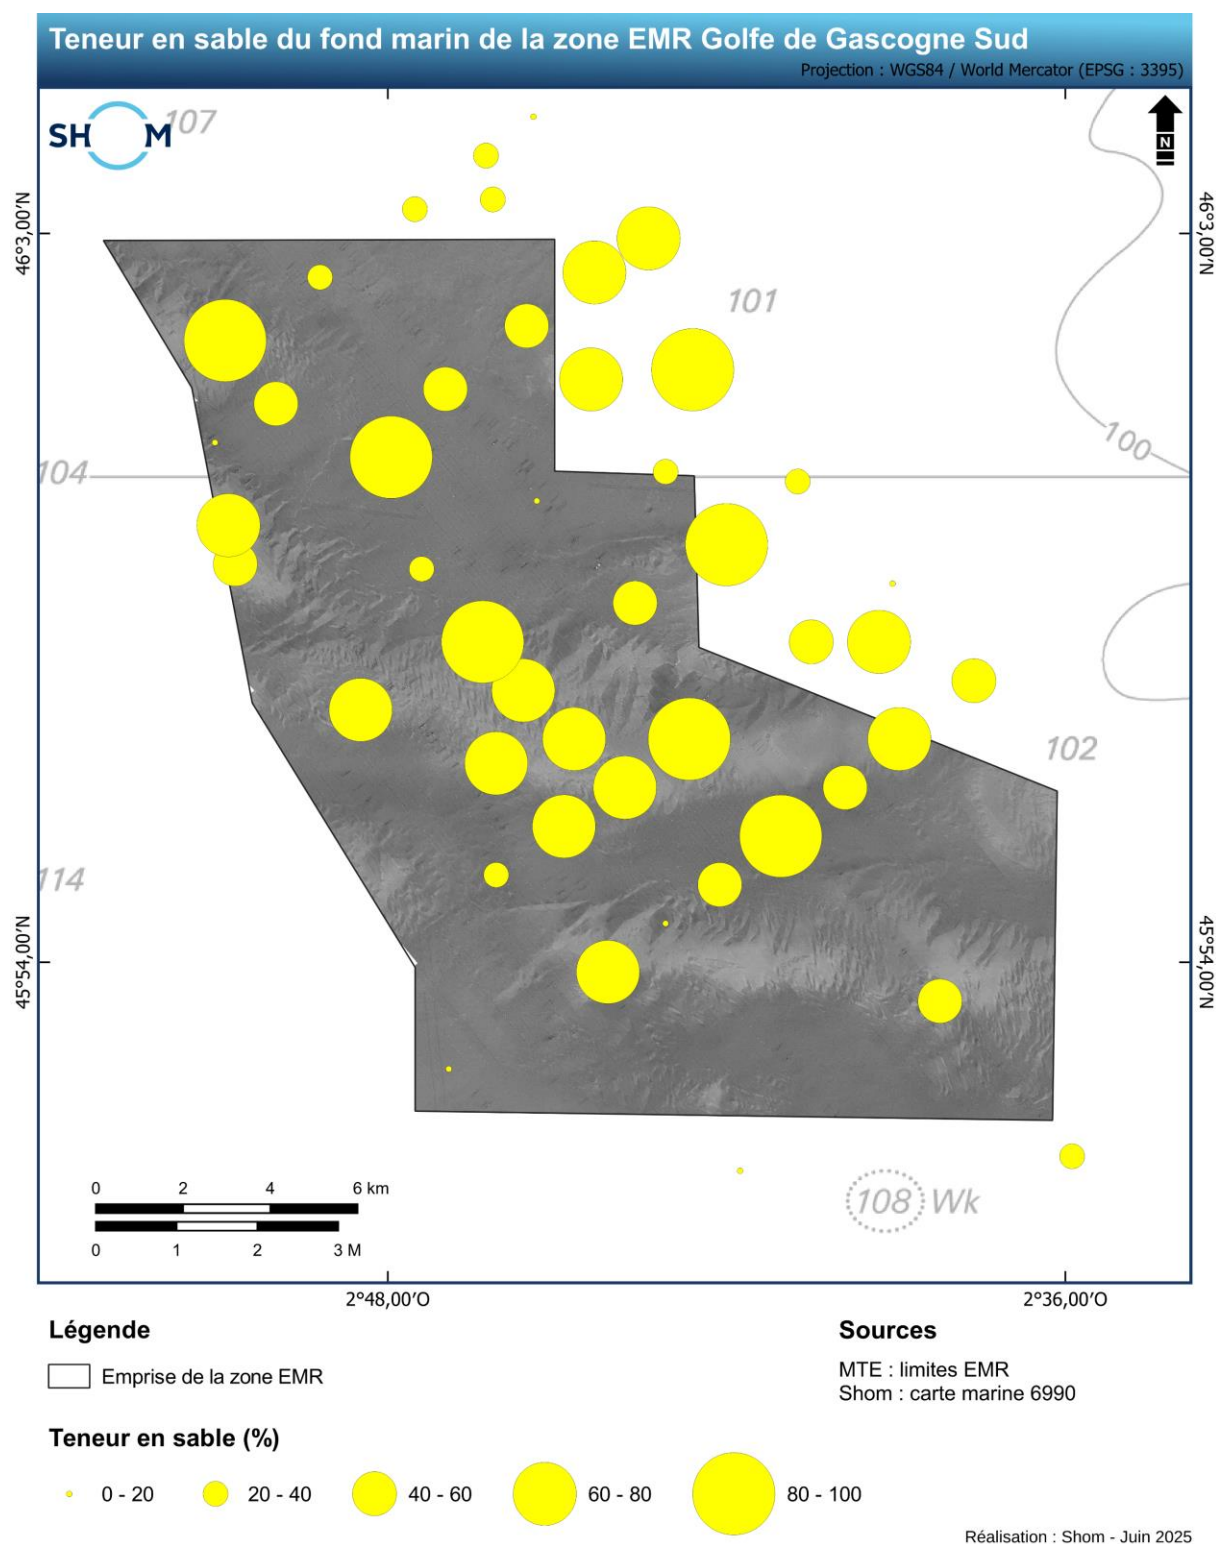 Teneur en sable du fond marin de la zone EMR Golfe de Gascogne Sud
Projection : WGS84 / World Mercator (EPSG : 3395)
SH M
107
N
46°3,00'N
46°3,00'N
101
100
104
102
114
45°54,00'N
45°54,00'N
0 2 4 6 km
0 1 2 3 M
108 Wk
2°48,00'O
2°36,00'O
Légende
Emprise de la zone EMR
Sources
MTE : limites EMR
Shom : carte marine 6990
Teneur en sable (%)
0 - 20
20 - 40
40 - 60
60 - 80
80 - 100
Réalisation : Shom - Juin 2025